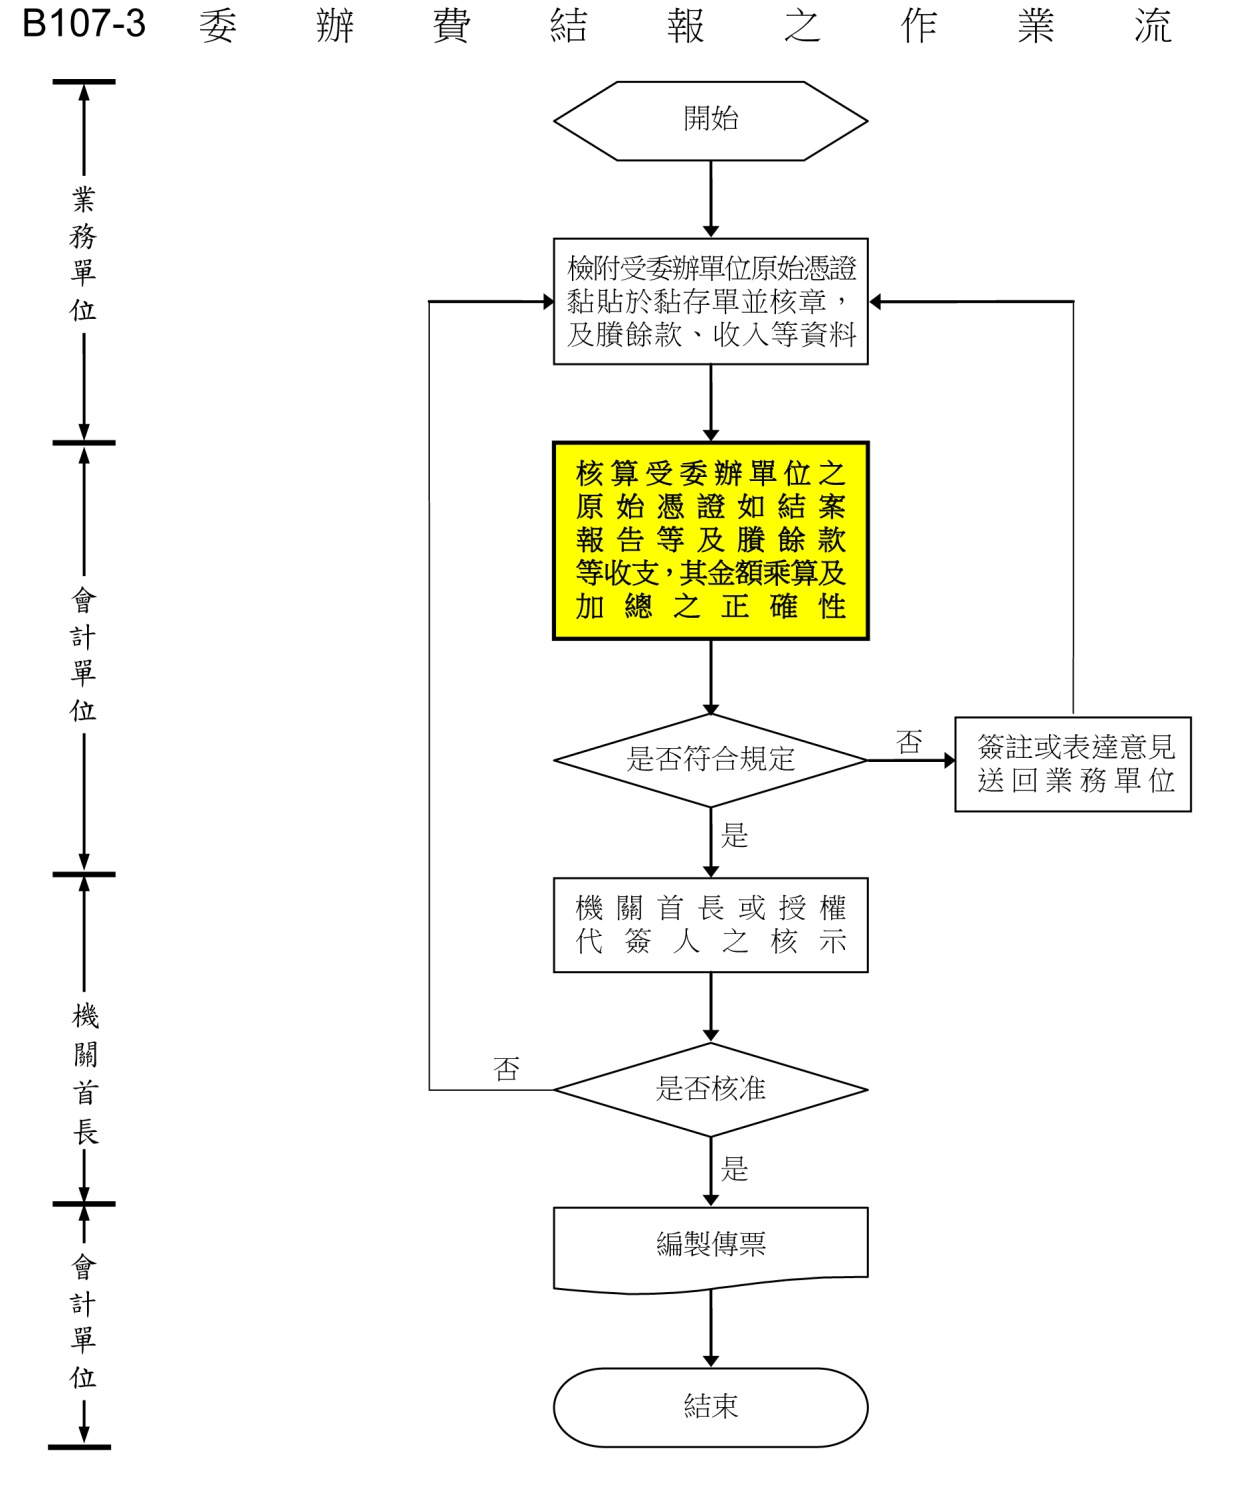 B107-3 委辦費結報之作業流
開始
業務單位
檢附受委辦單位原始憑證
黏貼於黏存單並核章，
及賸餘款、收入等資料
核算受委辦單位之
原始憑證如結案
報告等及賸餘款
等收支，其金額乘算及
加總之正確性
會計單位
是否符合規定
否
簽註或表達意見
送回業務單位
是
機關首長或授權
代簽人之核示
機關首長
否
是否核准
是
編製傳票
會計單位
結束